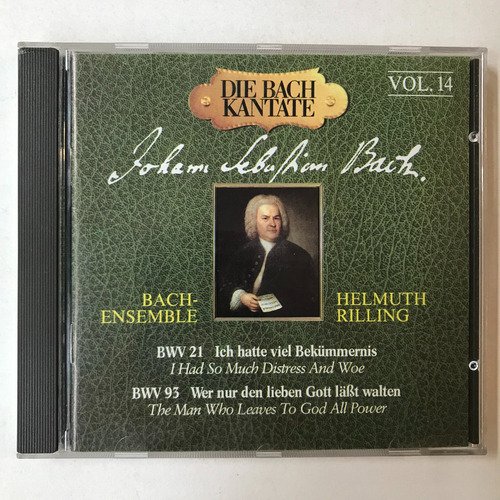 DIE BACH
KANTATE
VOL. 14
Johann Sebastian Bach.
BACH-
ENSEMBLE
HELMUTH
RILLING
BWV 21 Ich hatte viel Bekümmernis
I Had So Much Distress And Woe
BWV 93 Wer nur den lieben Gott läßt walten
The Man Who Leaves To God All Power